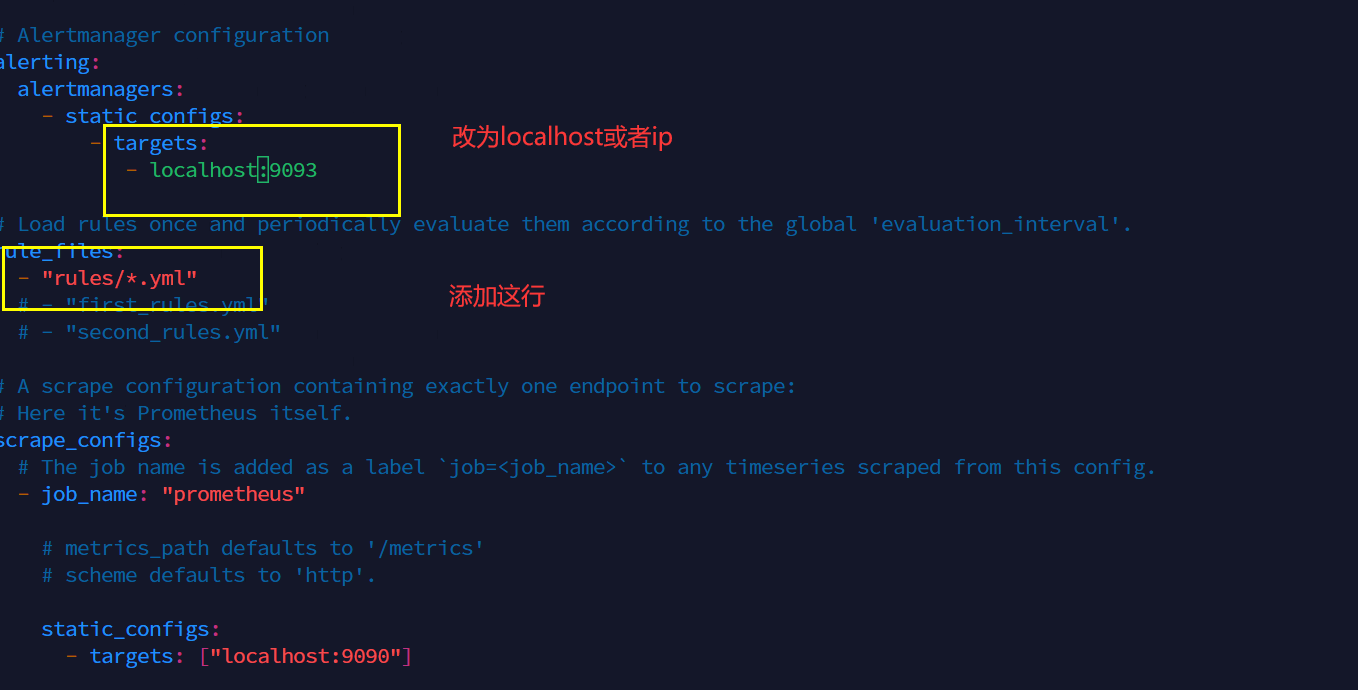 # Alertmanager configuration
alerting:
  alertmanagers:
    - static_configs:
        - targets:
改为localhost或者ip
           - localhost:9093
# Load rules once and periodically evaluate them according to the global 'evaluation_interval'.
rule_files:
  - "rules/*.yml"
添加这行
  # - "first_rules.yml"
  # - "second_rules.yml"
# A scrape configuration containing exactly one endpoint to scrape:
# Here it's Prometheus itself.
scrape_configs:
  # The job name is added as a label `job=<job_name>` to any timeseries scraped from this config.
  - job_name: "prometheus"
    # metrics_path defaults to '/metrics'
    # scheme defaults to 'http'.
    static_configs:
      - targets: ["localhost:9090"]